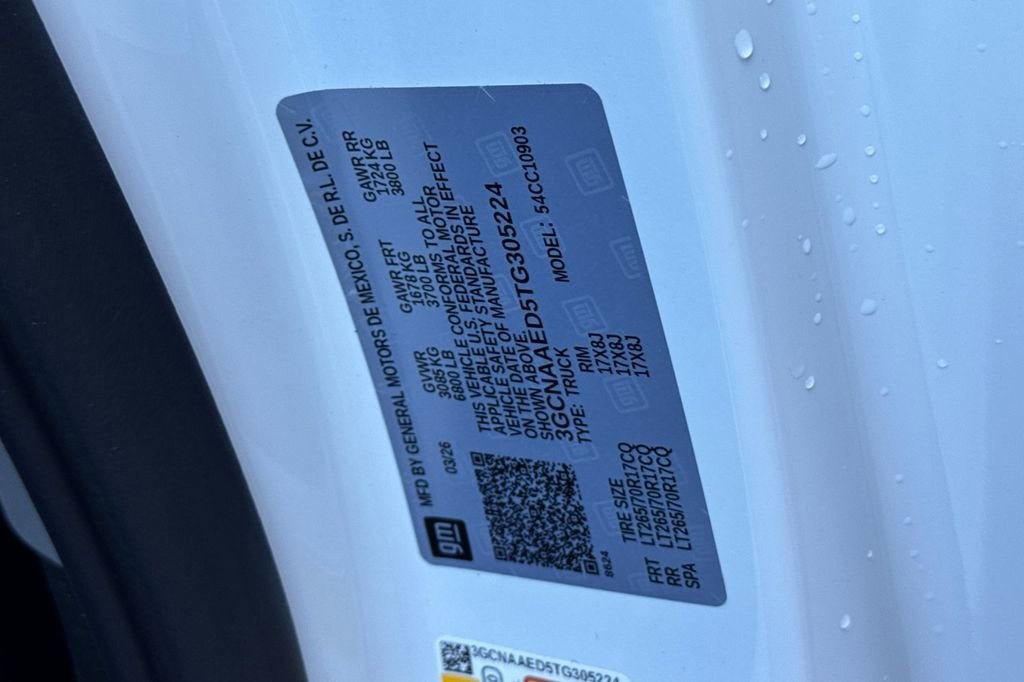 gm
MFD BY GENERAL MOTORS DE MEXICO, S. DE R.L. DE C.V.
03/26 GVWR GAWR FRT GAWR RR
3085 KG 1678 KG 1724 KG
6800 LB 3700 LB 3800 LB
THIS VEHICLE CONFORMS TO ALL
APPLICABLE U.S. FEDERAL MOTOR
VEHICLE SAFETY STANDARDS IN EFFECT
ON THE DATE OF MANUFACTURE
SHOWN ABOVE.
3GCNAAED5TG305224
TYPE: TRUCK MODEL: 54CC10903
8624
TIRE SIZE RIM
FRT LT265/70R17CQ 17X8J
RR LT265/70R17CQ 17X8J
SPA LT265/70R17CQ 17X8J
3GCNAAED5TG305224